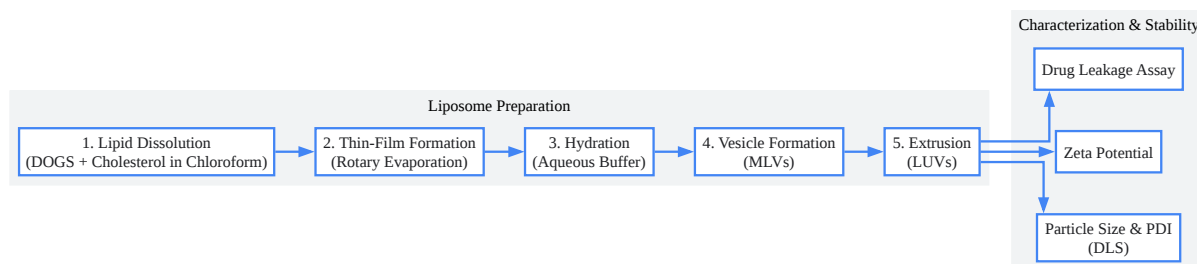 Liposome Preparation
1. Lipid Dissolution
(DOGS + Cholesterol in Chloroform)
2. Thin-Film Formation
(Rotary Evaporation)
3. Hydration
(Aqueous Buffer)
4. Vesicle Formation
(MLVs)
5. Extrusion
(LUVs)
Characterization & Stability
Drug Leakage Assay
Zeta Potential
Particle Size & PDI
(DLS)